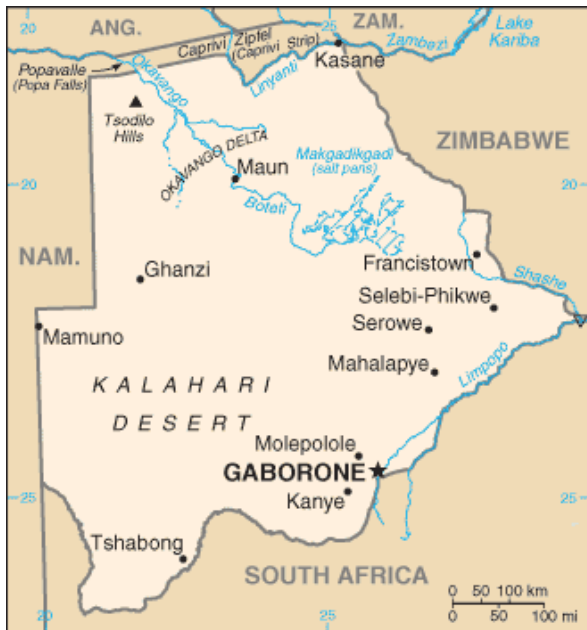 20
ANG.
25
ZAM.
Lake
Kariba
Caprivi Zipfel
(Caprivi Strip)
Zambezi
Kasane
Popavalle
(Popa Falls)
Okavango
Linyanti
Tsodilo
Hills
OKAVANGO DELTA
ZIMBABWE
Makgadikgadi
(salt pans)
20
Maun
20
Boteti
NAM.
Ghanzi
Francistown
Shashe
Selebi-Phikwe
Serowe
Mamuno
Limpopo
Mahalapye
KALAHARI
DESERT
Molepolole
GABORONE
25
Kanye
25
Tshabong
SOUTH AFRICA
0 50 100 km
0 50 100 mi
20
25